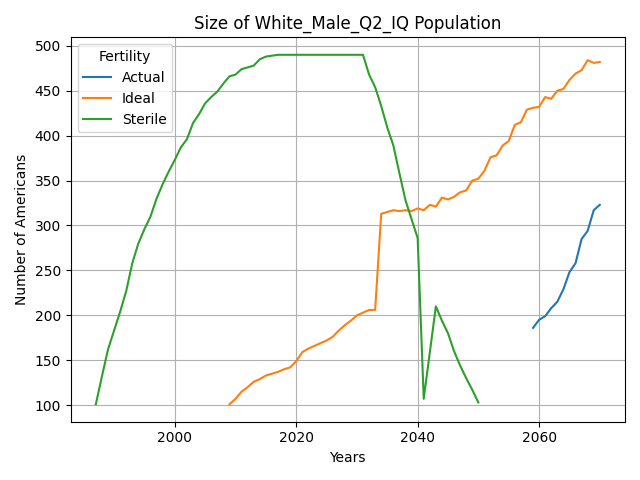 Size of White_Male_Q2_IQ Population
Fertility
Actual
Ideal
Sterile
Number of Americans
500
450
400
350
300
250
200
150
100
2000 2020 2040 2060
Years